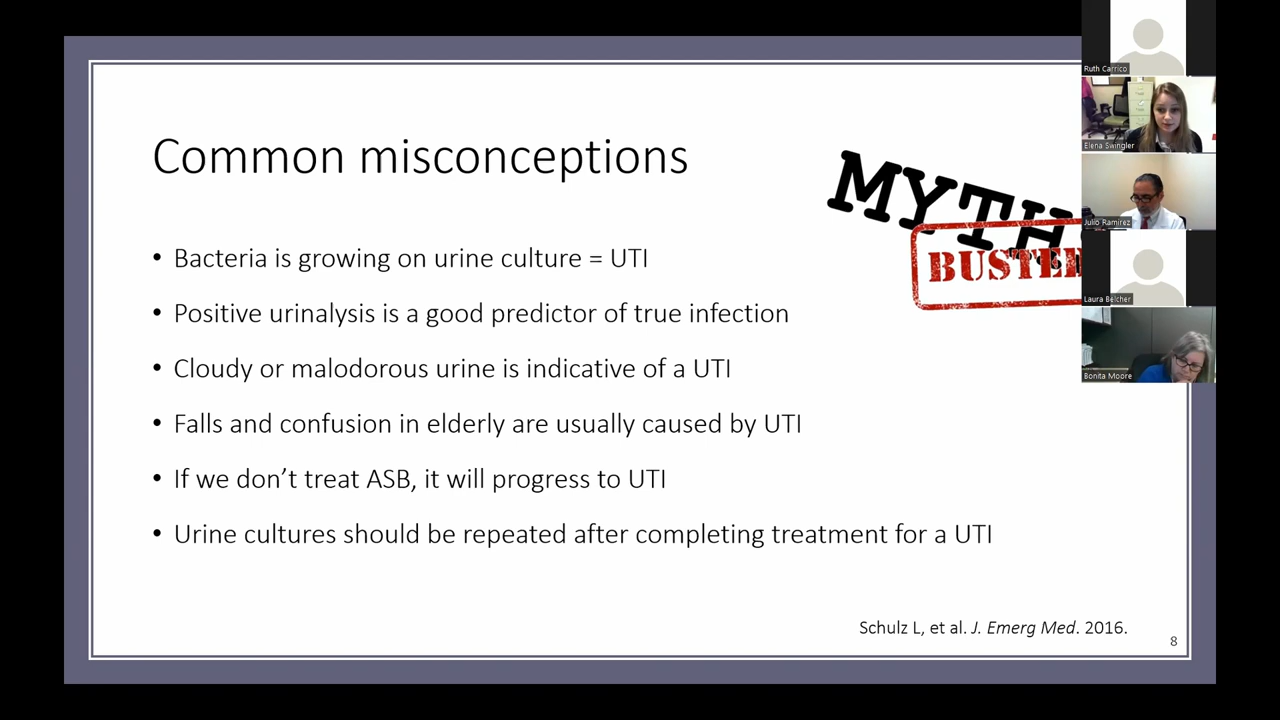 Common misconceptions
MYTH
BUSTED
• Bacteria is growing on urine culture = UTI
• Positive urinalysis is a good predictor of true infection
• Cloudy or malodorous urine is indicative of a UTI
• Falls and confusion in elderly are usually caused by UTI
• If we don’t treat ASB, it will progress to UTI
• Urine cultures should be repeated after completing treatment for a UTI
Schulz L, et al. J. Emerg Med. 2016.
8
Ruth Carrico
Elena Swingler
Julio Ramirez
Laura Belcher
Bonita Moore